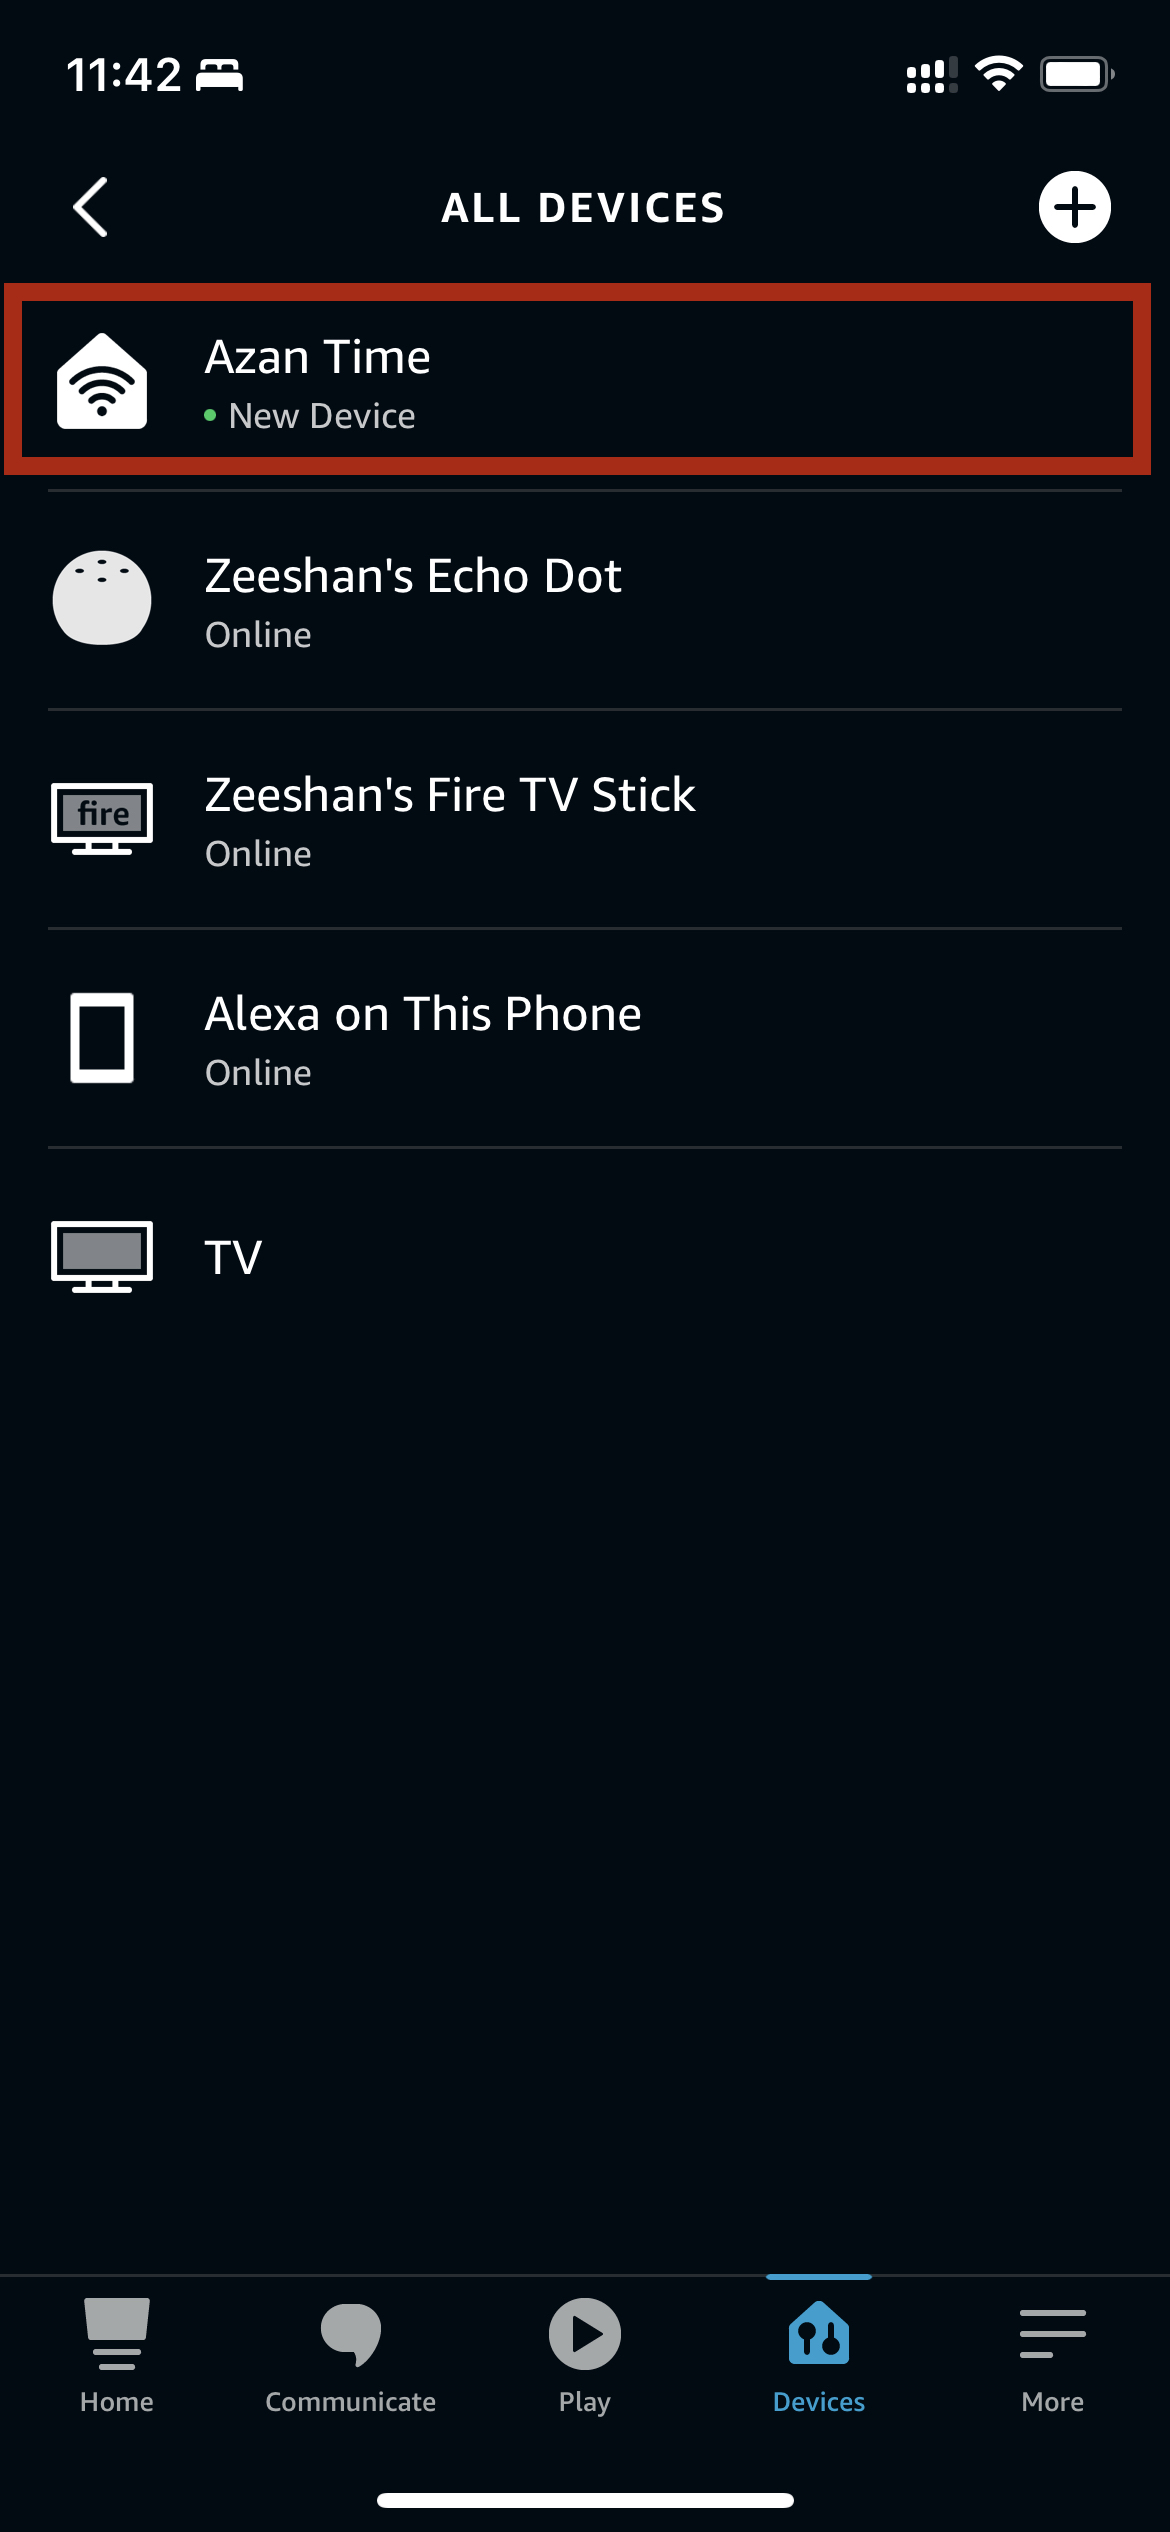 11:42
ALL DEVICES
Azan Time
New Device
Zeeshan's Echo Dot
Online
fire
Zeeshan's Fire TV Stick
Online
Alexa on This Phone
Online
TV
Home
Communicate
Play
Devices
More